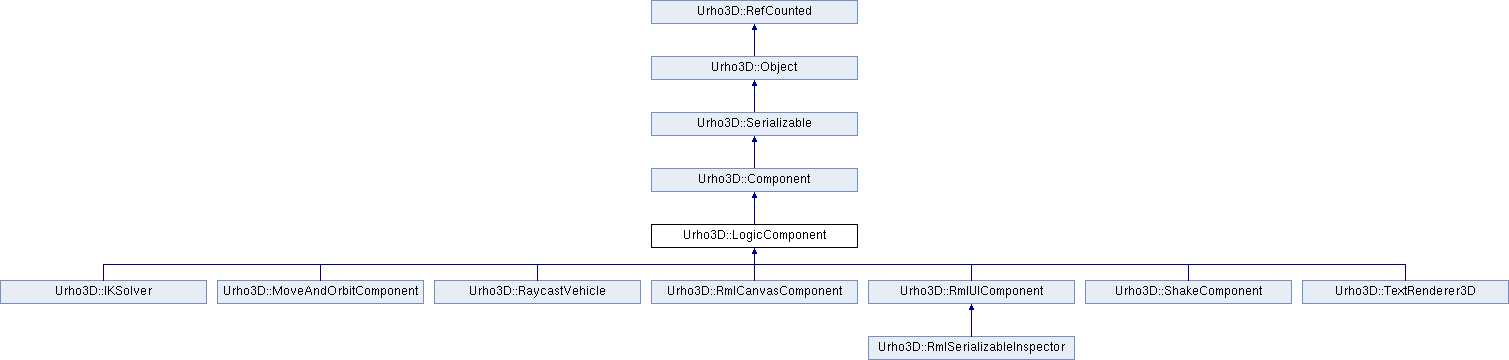 Urho3D::RefCounted
Urho3D::Object
Urho3D::Serializable
Urho3D::Component
Urho3D::LogicComponent
Urho3D::IKSolver
Urho3D::MoveAndOrbitComponent
Urho3D::RaycastVehicle
Urho3D::RmlCanvasComponent
Urho3D::RmlUIComponent
Urho3D::ShakeComponent
Urho3D::TextRenderer3D
Urho3D::RmlSerializableInspector